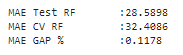 MAE Test RF :28.5898
MAE CV RF :32.4086
MAE GAP % :0.1178